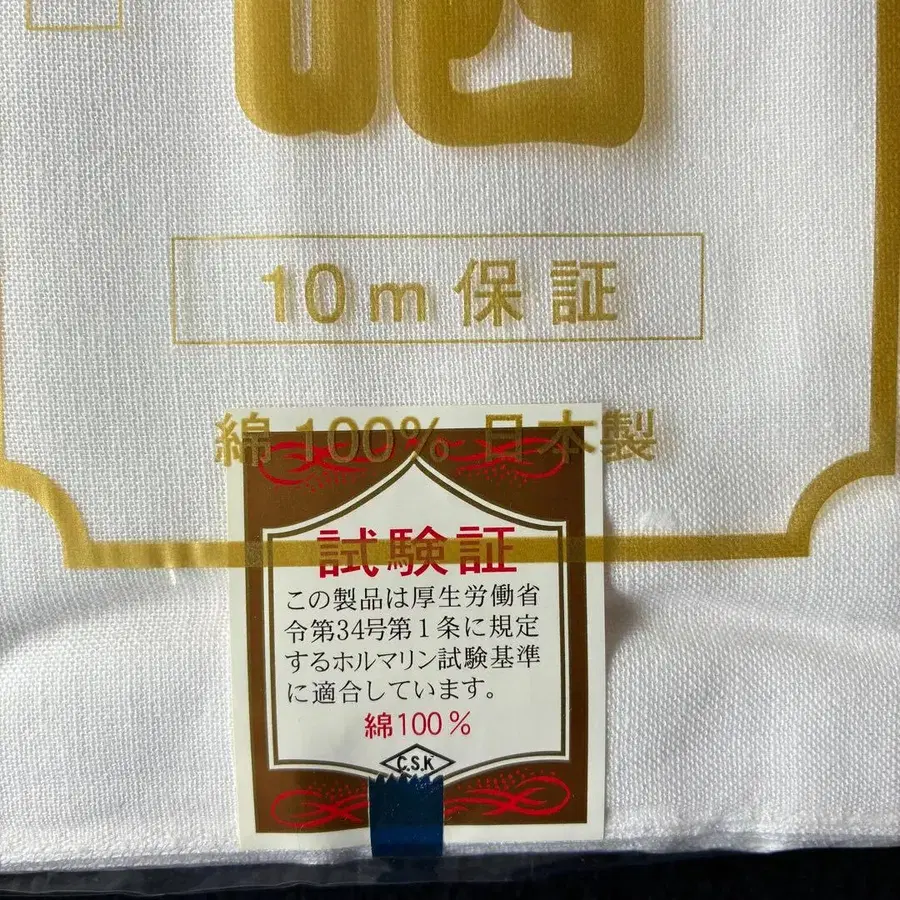 晒
10m保証
綿100% 日本製
試験証
この製品は厚生労働省
令第34号第1条に規定
するホルマリン試験基準
に適合しています。
綿100%
C.S.K